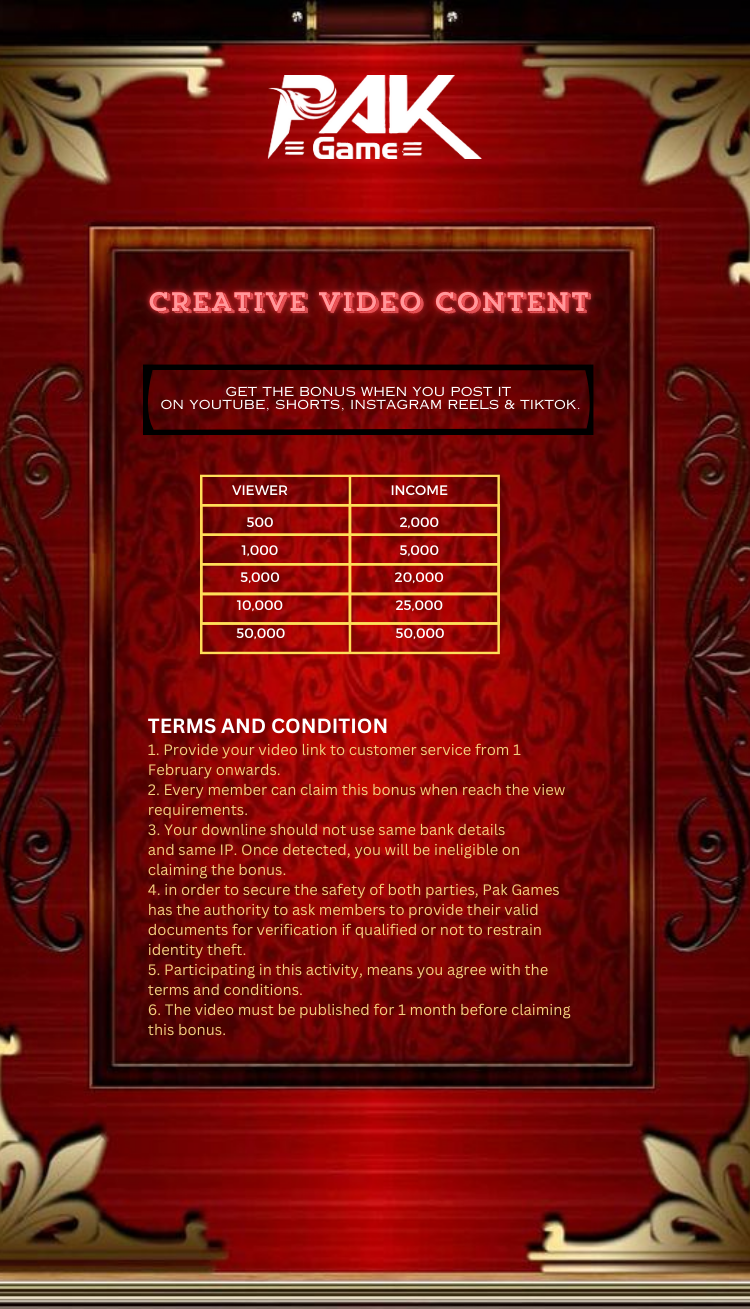 PAK
Game
CREATIVE VIDEO CONTENT
GET THE BONUS WHEN YOU POST IT
ON YOUTUBE, SHORTS, INSTAGRAM REELS & TIKTOK.
VIEWER INCOME
500 2,000
1,000 5,000
5,000 20,000
10,000 25,000
50,000 50,000
TERMS AND CONDITION
1. Provide your video link to customer service from 1
February onwards.
2. Every member can claim this bonus when reach the view
requirements.
3. Your downline should not use same bank details
and same IP. Once detected, you will be ineligible on
claiming the bonus.
4. in order to secure the safety of both parties, Pak Games
has the authority to ask members to provide their valid
documents for verification if qualified or not to restrain
identity theft.
5. Participating in this activity, means you agree with the
terms and conditions.
6. The video must be published for 1 month before claiming
this bonus.